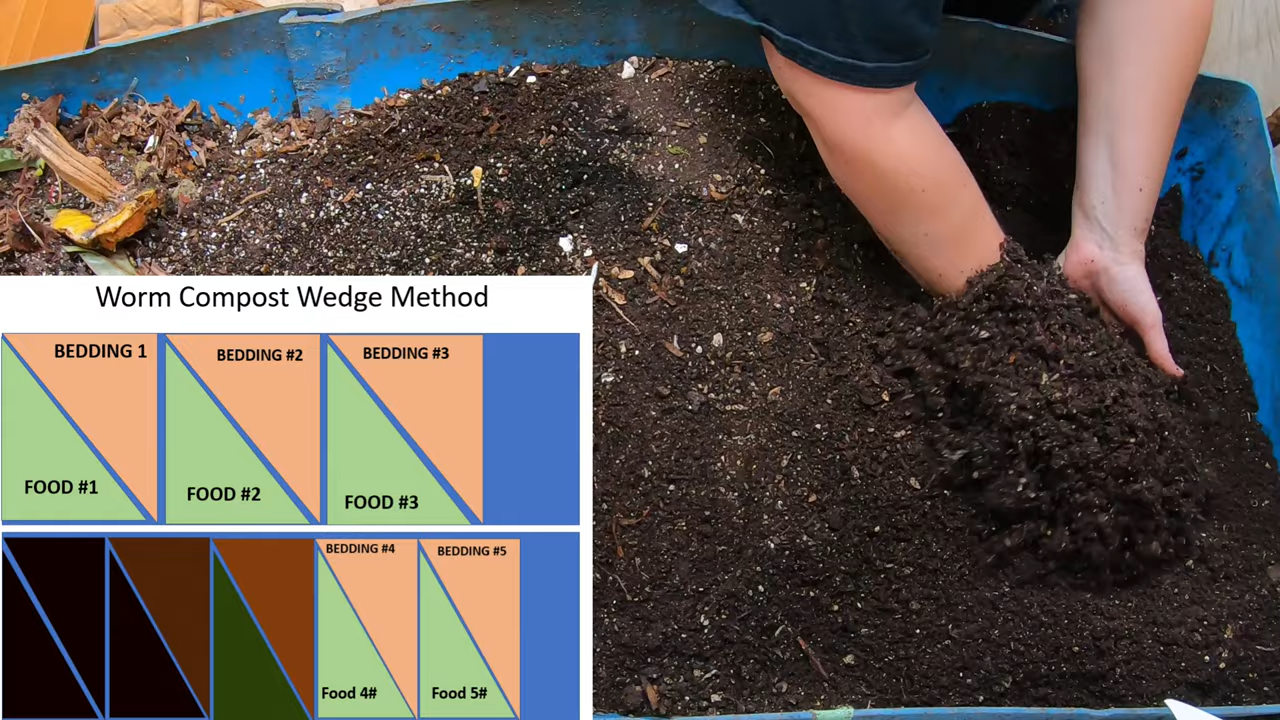 Worm Compost Wedge Method
BEDDING 1
BEDDING #2
BEDDING #3
FOOD #1
FOOD #2
FOOD #3
BEDDING #4
BEDDING #5
Food 4#
Food 5#